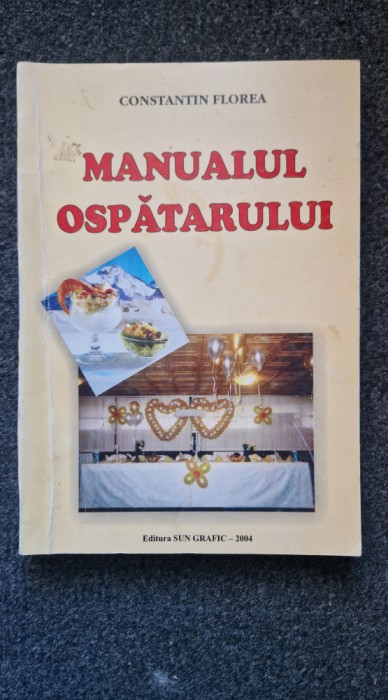 CONSTANTIN FLOREA
MANUALUL
OSPĂTARULUI
Editura SUN GRAFIC – 2004